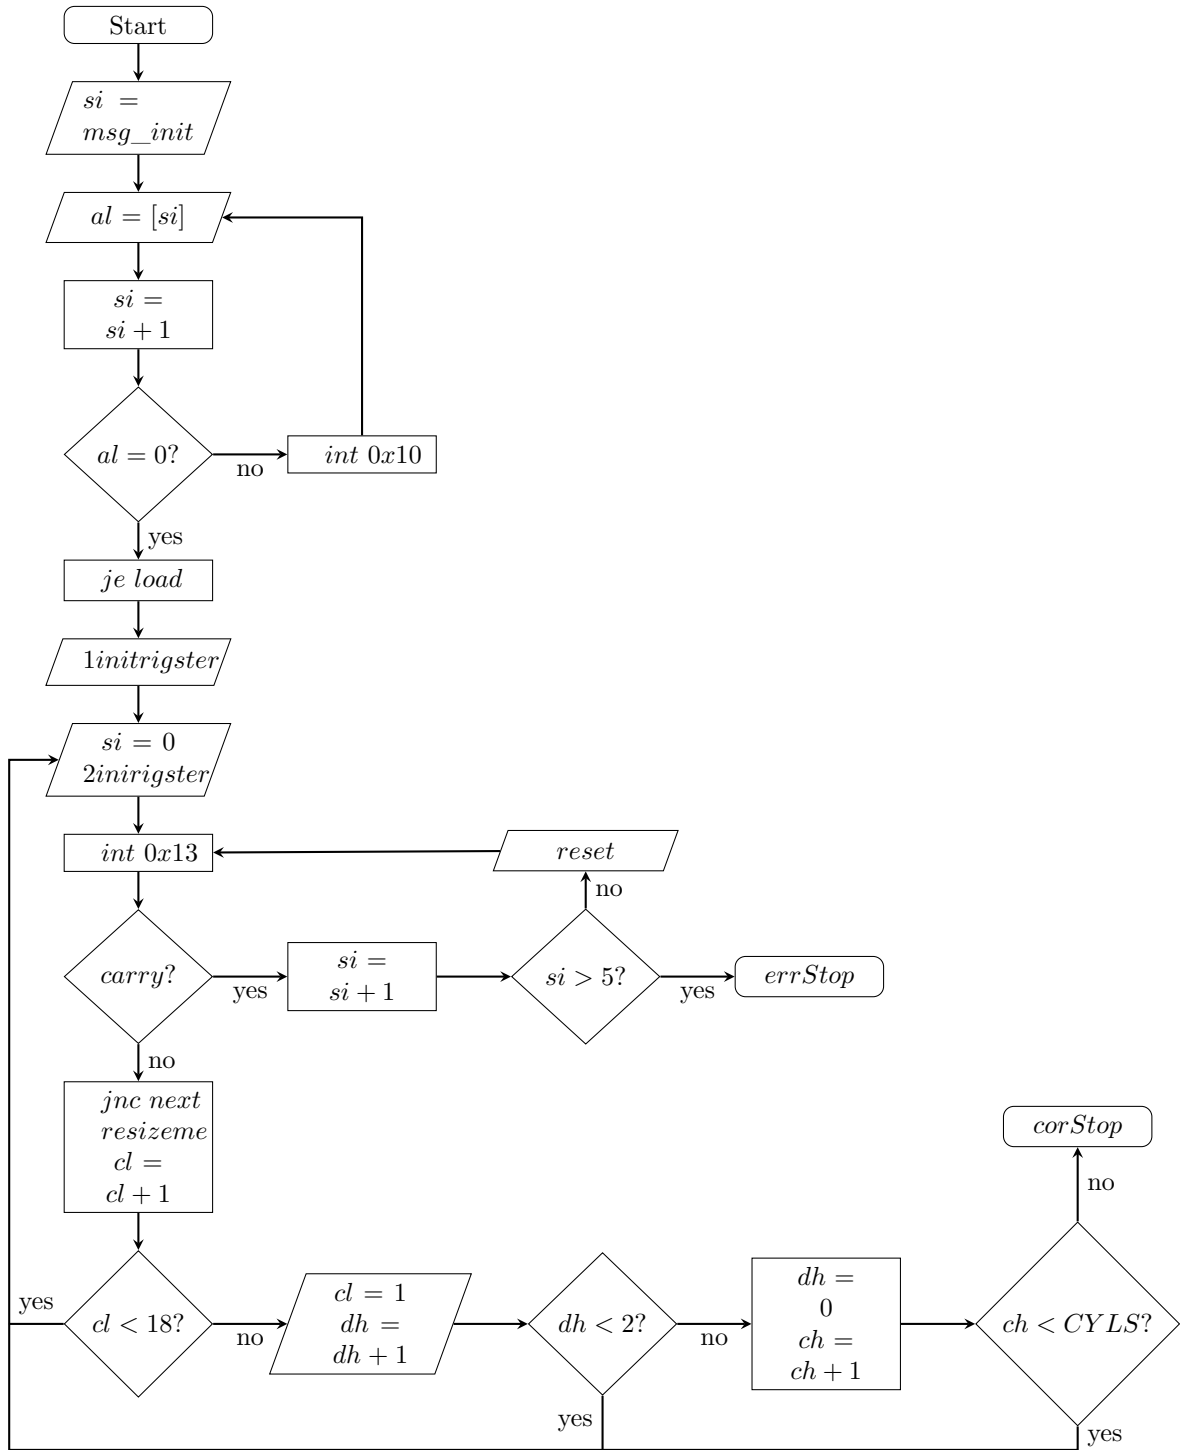 Start
si =
msg_init
al = [si]
si =
si + 1
al = 0?
no
int 0x10
yes
je load
1initrigster
si = 0
2inirigster
int 0x13
reset
no
carry?
yes
si =
si + 1
si > 5?
yes
errStop
no
jnc next
resizeme
cl =
cl + 1
corStop
no
yes
cl < 18?
no
cl = 1
dh =
dh + 1
dh < 2?
no
dh =
0
ch =
ch + 1
ch < CYLS?
yes
yes